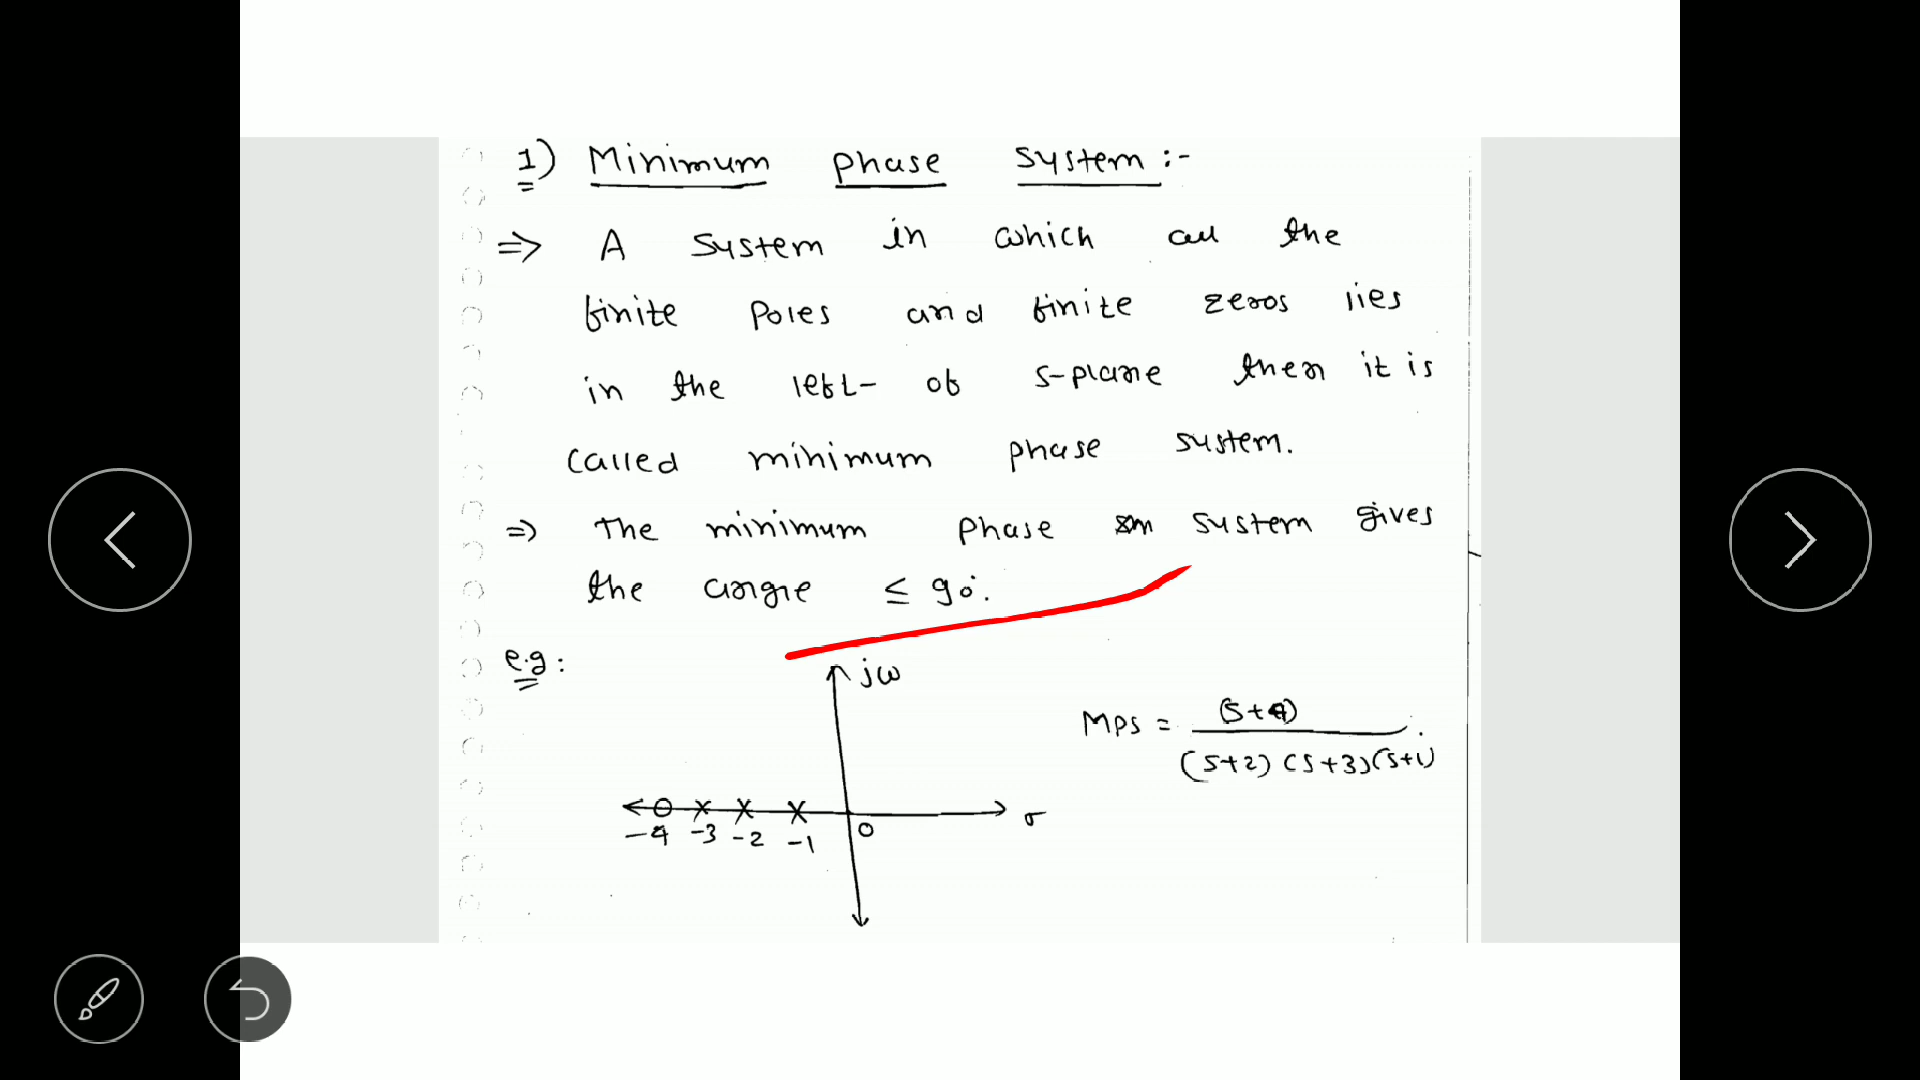 1) Minimum phase system :-
⇒ A system in which all the
finite poles and finite zeros lies
in the left- of s-plane then it is
called minimum phase system.
⇒ The minimum phase system gives
the angle ≤ 90°.
e.g :
jω
MPS = (s+4)
(s+2) (s+3)(s+1)
-4 -3 -2 -1 0 σ